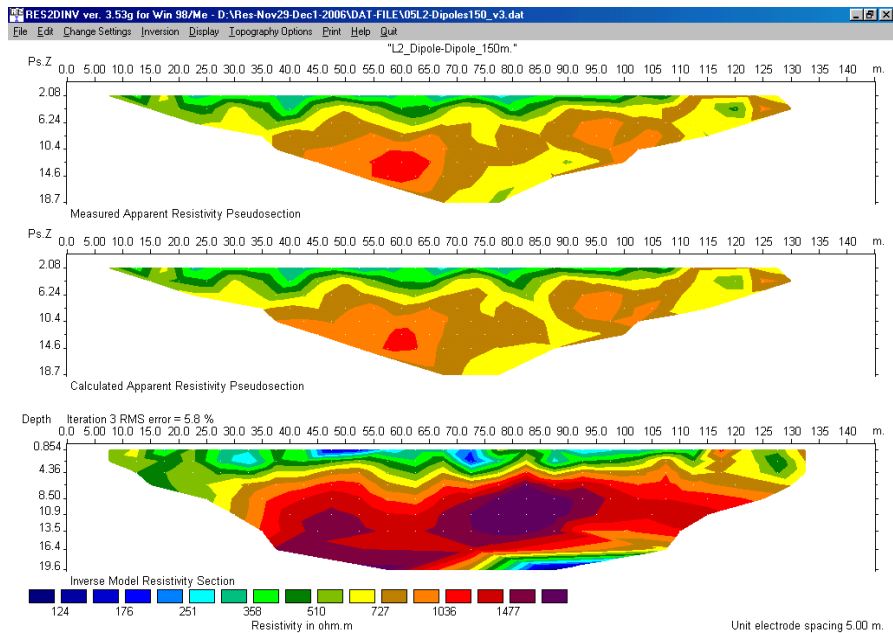 RES2DINV ver. 3.53g for Win 98/Me - D:\Res-Nov29-Dec1-2006\DAT-FILE\05L2-Dipoles150_v3.dat
File Edit Change Settings Inversion Display Topography Options Print Help Quit
"L2_Dipole-Dipole_150m."
Ps.Z 0.0 5.00 10.0 15.0 20.0 25.0 30.0 35.0 40.0 45.0 50.0 55.0 60.0 65.0 70.0 75.0 80.0 85.0 90.0 95.0 100 105 110 115 120 125 130 135 140 m.
2.08
6.24
10.4
14.6
18.7
Measured Apparent Resistivity Pseudosection
Ps.Z 0.0 5.00 10.0 15.0 20.0 25.0 30.0 35.0 40.0 45.0 50.0 55.0 60.0 65.0 70.0 75.0 80.0 85.0 90.0 95.0 100 105 110 115 120 125 130 135 140 m.
2.08
6.24
10.4
14.6
18.7
Calculated Apparent Resistivity Pseudosection
Depth Iteration 3 RMS error = 5.8 %
0.0 5.00 10.0 15.0 20.0 25.0 30.0 35.0 40.0 45.0 50.0 55.0 60.0 65.0 70.0 75.0 80.0 85.0 90.0 95.0 100 105 110 115 120 125 130 135 140 m.
0.854
4.36
8.50
10.9
13.5
16.4
19.6
Inverse Model Resistivity Section
124 176 251 358 510 727 1036 1477
Resistivity in ohm.m
Unit electrode spacing 5.00 m.